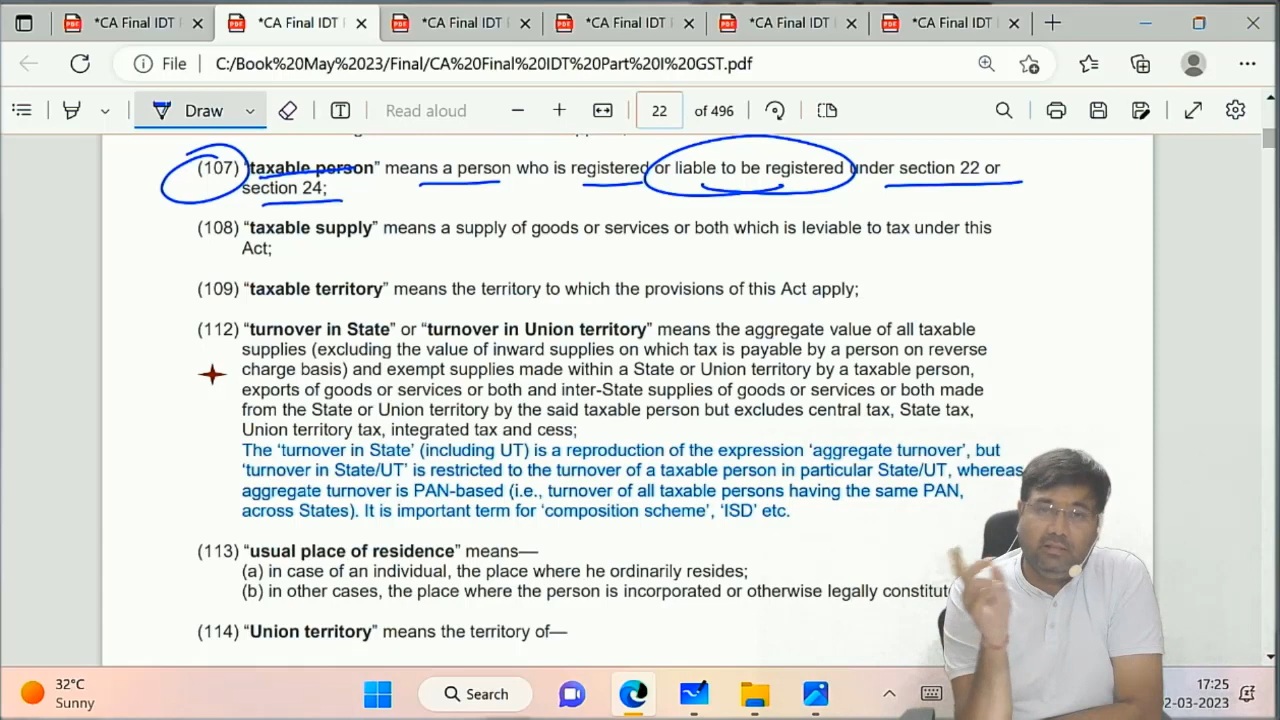 *CA Final IDT
*CA Final IDT
*CA Final IDT
*CA Final IDT
*CA Final IDT
*CA Final IDT
File
C:/Book%20May%2023/Final/CA%20Final%20IDT%20Part%20I%20GST.pdf
Draw
Read aloud
22
of 496
(107) “taxable person” means a person who is registered or liable to be registered under section 22 or
section 24;
(108) “taxable supply” means a supply of goods or services or both which is leviable to tax under this
Act;
(109) “taxable territory” means the territory to which the provisions of this Act apply;
(112) “turnover in State” or “turnover in Union territory” means the aggregate value of all taxable
supplies (excluding the value of inward supplies on which tax is payable by a person on reverse
charge basis) and exempt supplies made within a State or Union territory by a taxable person,
exports of goods or services or both and inter-State supplies of goods or services or both made
from the State or Union territory by the said taxable person but excludes central tax, State tax,
Union territory tax, integrated tax and cess;
The ‘turnover in State’ (including UT) is a reproduction of the expression ‘aggregate turnover’, but
‘turnover in State/UT’ is restricted to the turnover of a taxable person in particular State/UT, whereas
aggregate turnover is PAN-based (i.e., turnover of all taxable persons having the same PAN,
across States). It is important term for ‘composition scheme’, ‘ISD’ etc.
(113) “usual place of residence” means—
(a) in case of an individual, the place where he ordinarily resides;
(b) in other cases, the place where the person is incorporated or otherwise legally
(114) “Union territory” means the territory of—
32°C
Sunny
Search
17:25
2-03-2023